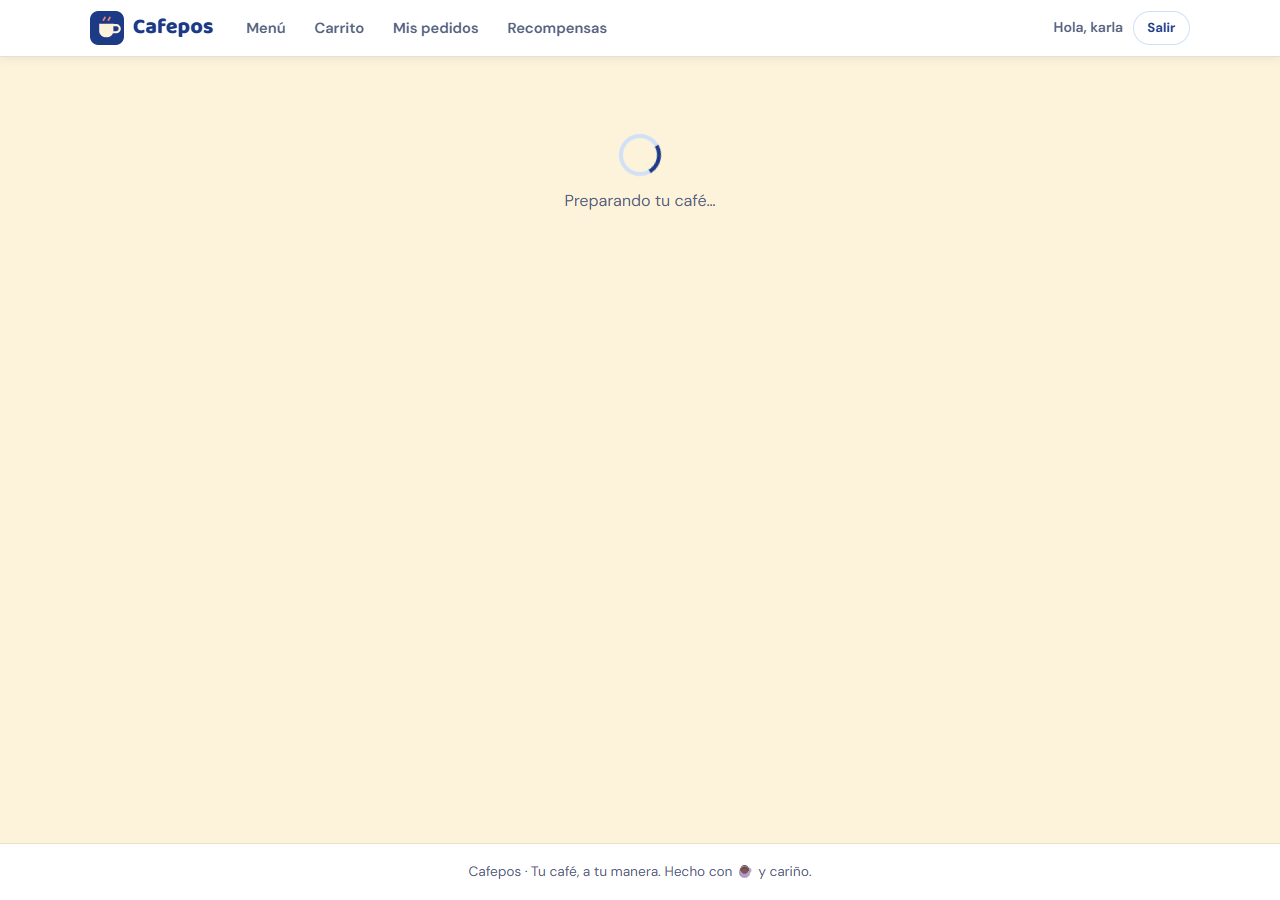 Cafepos
Menú
Carrito
Mis pedidos
Recompensas
Hola, karla
Salir
Preparando tu café…
Cafepos · Tu café, a tu manera. Hecho con y cariño.